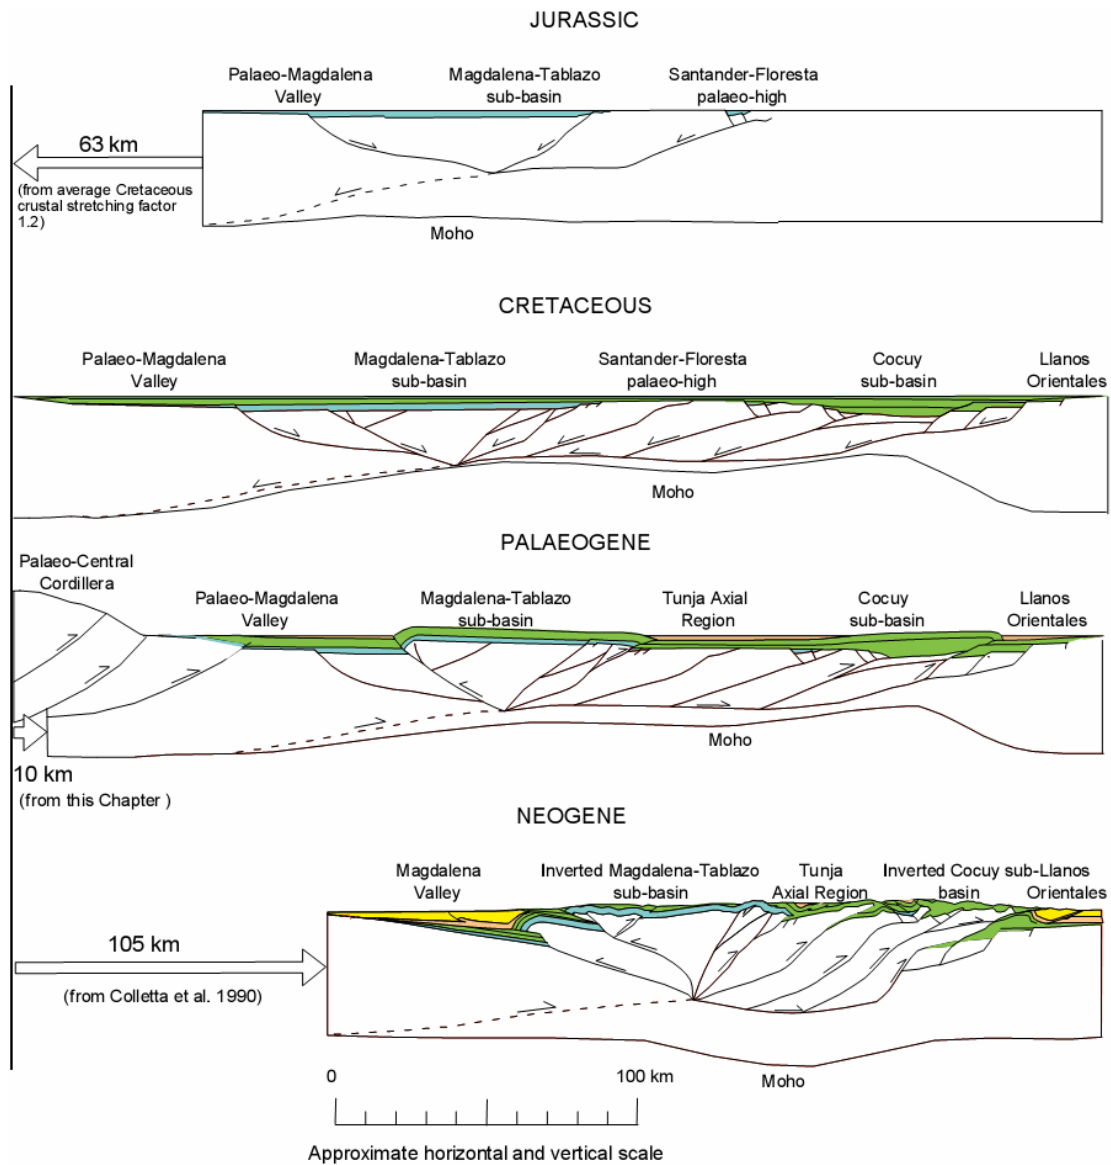 JURASSIC
Palaeo-Magdalena
Valley
Magdalena-Tablazo
sub-basin
Santander-Floresta
palaeo-high
63 km
(from average Cretaceous
crustal stretching factor
1.2)
Moho
CRETACEOUS
Palaeo-Magdalena
Valley
Magdalena-Tablazo
sub-basin
Santander-Floresta
palaeo-high
Cocuy
sub-basin
Llanos
Orientales
Moho
PALAEOGENE
Palaeo-Central
Cordillera
Palaeo-Magdalena
Valley
Magdalena-Tablazo
sub-basin
Tunja Axial
Region
Cocuy
sub-basin
Llanos
Orientales
Moho
10 km
(from this Chapter )
NEOGENE
Magdalena
Valley
Inverted Magdalena-Tablazo
sub-basin
Tunja
Axial Region
Inverted Cocuy sub-Llanos
basin
Orientales
105 km
(from Colletta et al. 1990)
Moho
0
100 km
Approximate horizontal and vertical scale